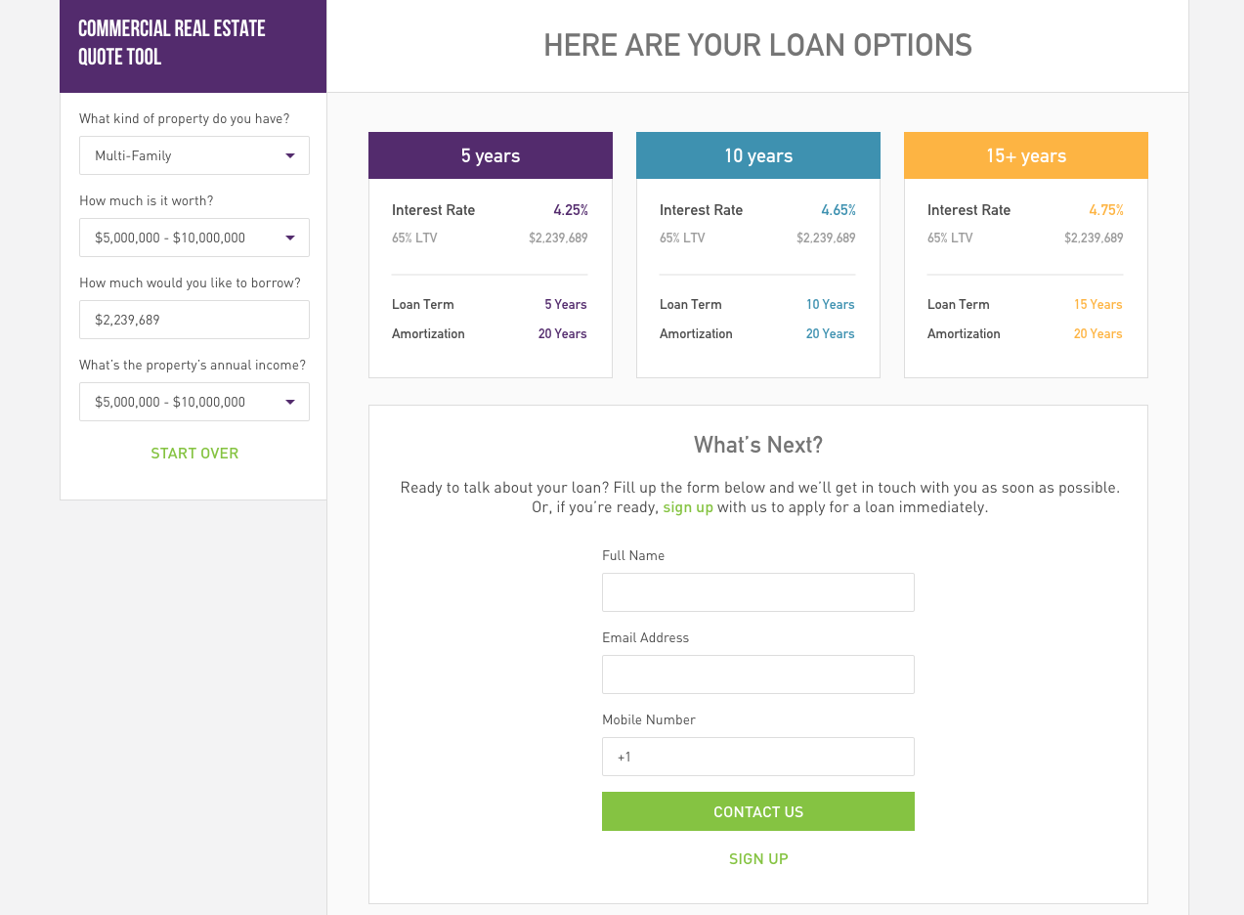 COMMERCIAL REAL ESTATE
QUOTE TOOL
What kind of property do you have?
Multi-Family
How much is it worth?
$5,000,000 - $10,000,000
How much would you like to borrow?
$2,239,689
What's the property's annual income?
$5,000,000 - $10,000,000
START OVER
HERE ARE YOUR LOAN OPTIONS
5 years
Interest Rate 4.25%
65% LTV $2,239,689
Loan Term 5 Years
Amortization 20 Years
10 years
Interest Rate 4.65%
65% LTV $2,239,689
Loan Term 10 Years
Amortization 20 Years
15+ years
Interest Rate 4.75%
65% LTV $2,239,689
Loan Term 15 Years
Amortization 20 Years
What's Next?
Ready to talk about your loan? Fill up the form below and we'll get in touch with you as soon as possible.
Or, if you're ready, sign up with us to apply for a loan immediately.
Full Name
Email Address
Mobile Number
+1
CONTACT US
SIGN UP